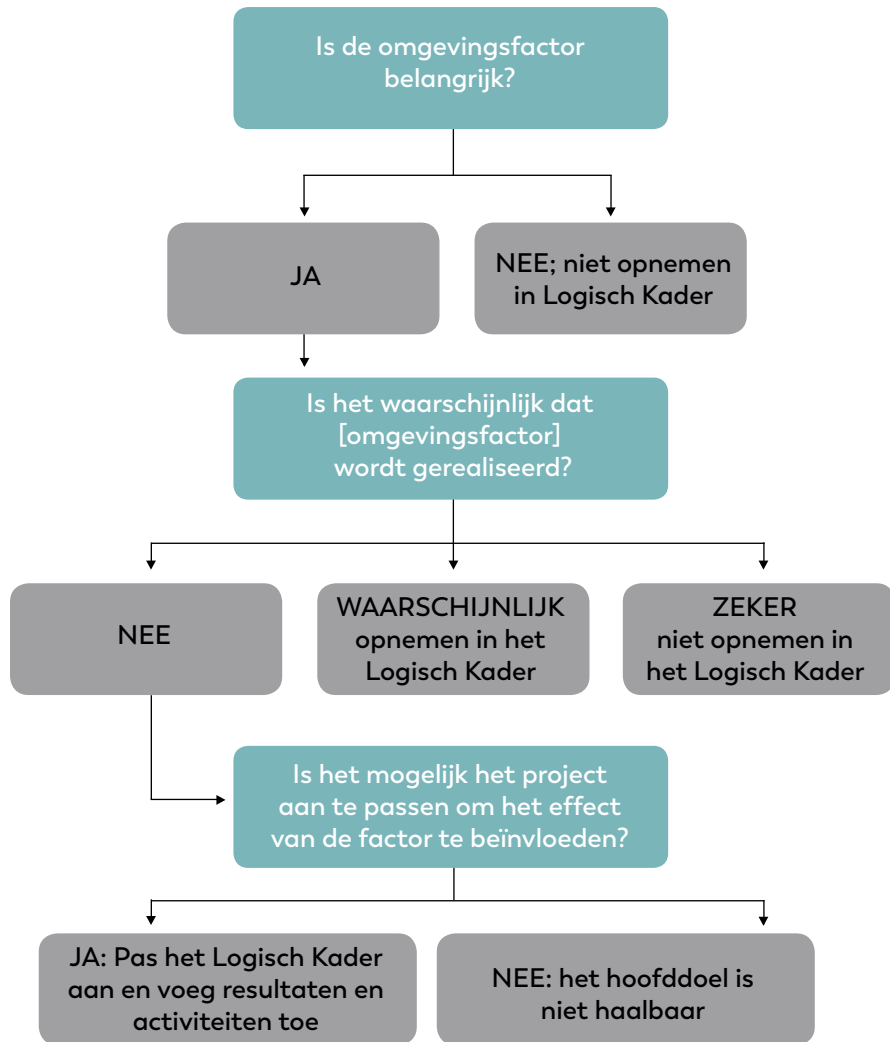 Is de omgevingsfactor
belangrijk?
JA
NEE; niet opnemen
in Logisch Kader
Is het waarschijnlijk dat
[omgevingsfactor]
wordt gerealiseerd?
NEE
WAARSCHIJNLIJK
opnemen in het
Logisch Kader
ZEKER
niet opnemen in
het Logisch Kader
Is het mogelijk het project
aan te passen om het effect
van de factor te beïnvloeden?
JA: Pas het Logisch Kader
aan en voeg resultaten en
activiteiten toe
NEE: het hoofddoel is
niet haalbaar